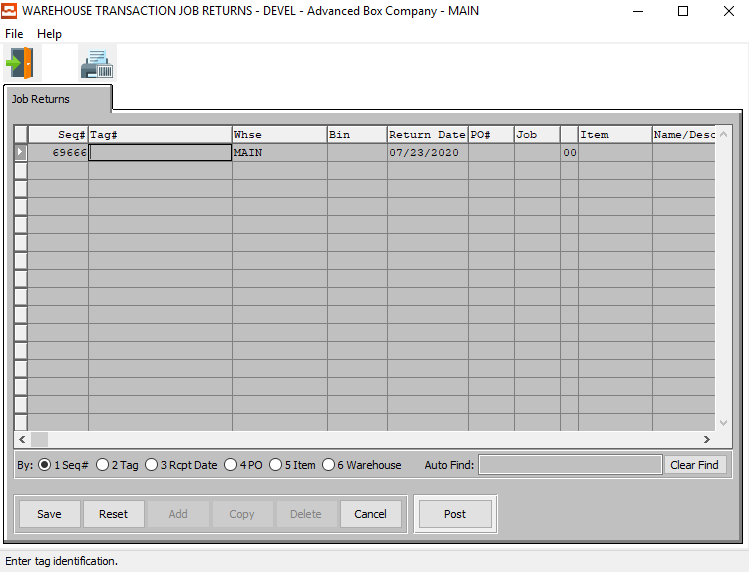 WAREHOUSE TRANSACTION JOB RETURNS - DEVEL - Advanced Box Company - MAIN
File Help
Job Returns
Seq# Tag# Whse Bin Return Date PO# Job Item Name/Desc
69666 MAIN 07/23/2020 00
By: 1 Seq# 2 Tag 3 Rcpt Date 4 PO 5 Item 6 Warehouse Auto Find: Clear Find
Save Reset Add Copy Delete Cancel Post
Enter tag identification.